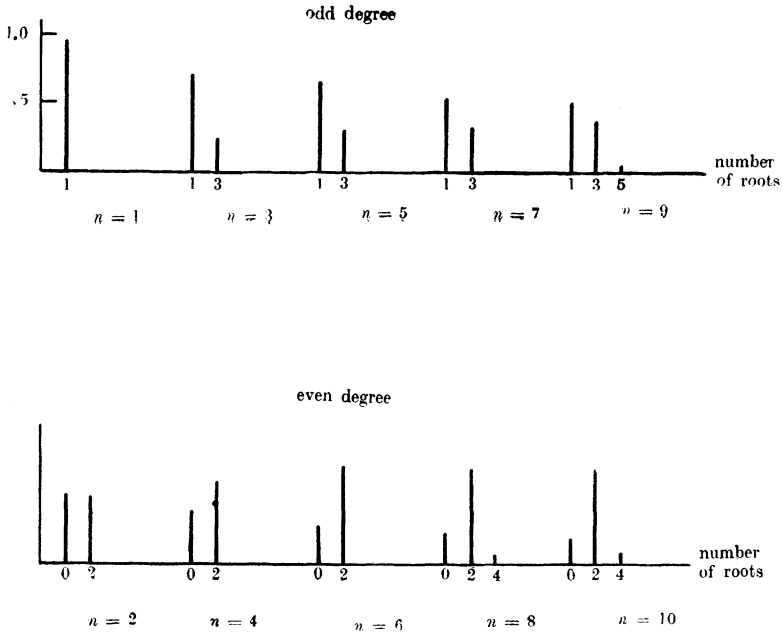 odd degree
1.0
.5
1 1 3 1 3 1 3 1 3 5
number
of roots
n = 1 n = 3 n = 5 n = 7 n = 9
even degree
0 2 0 2 0 2 0 2 4 0 2 4
number
of roots
n = 2 n = 4 n = 6 n = 8 n = 10